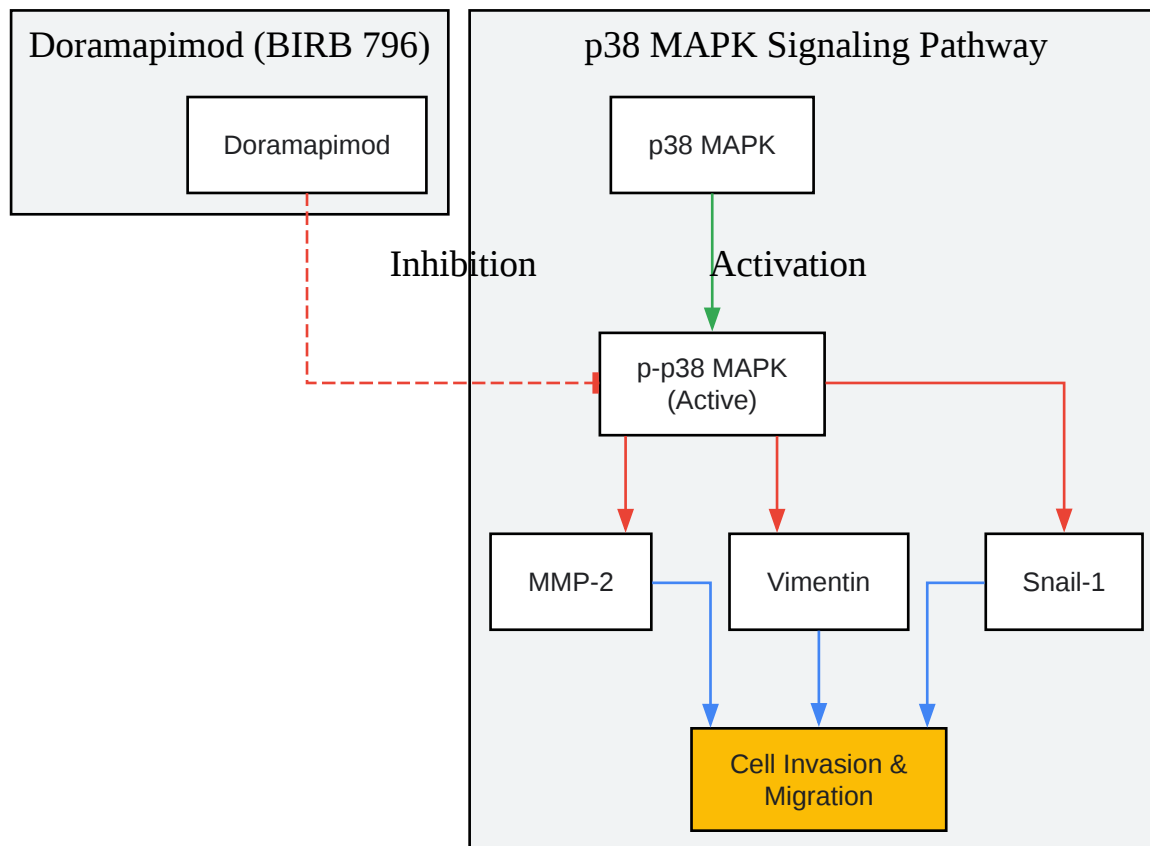 Doramapimod (BIRB 796)
p38 MAPK Signaling Pathway
Doramapimod
p38 MAPK
Inhibition
Activation
p-p38 MAPK
(Active)
MMP-2
Vimentin
Snail-1
Cell Invasion &
Migration